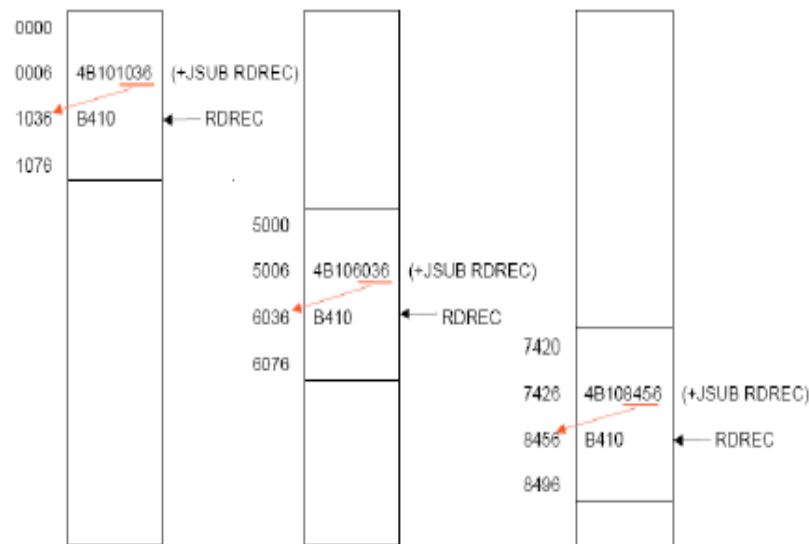 0000
0006 4B101036 (+JSUB RDREC)
1036 B410 RDREC
1076
5000
5006 4B106036 (+JSUB RDREC)
6036 B410 RDREC
6076
7420
7426 4B108456 (+JSUB RDREC)
8456 B410 RDREC
8496